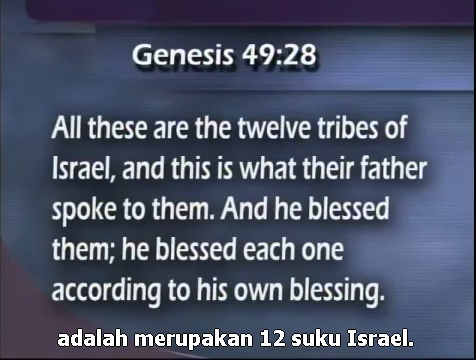 Genesis 49:28
All these are the twelve tribes of
Israel, and this is what their father
spoke to them. And he blessed
them; he blessed each one
according to his own blessing.
adalah merupakan 12 suku Israel.